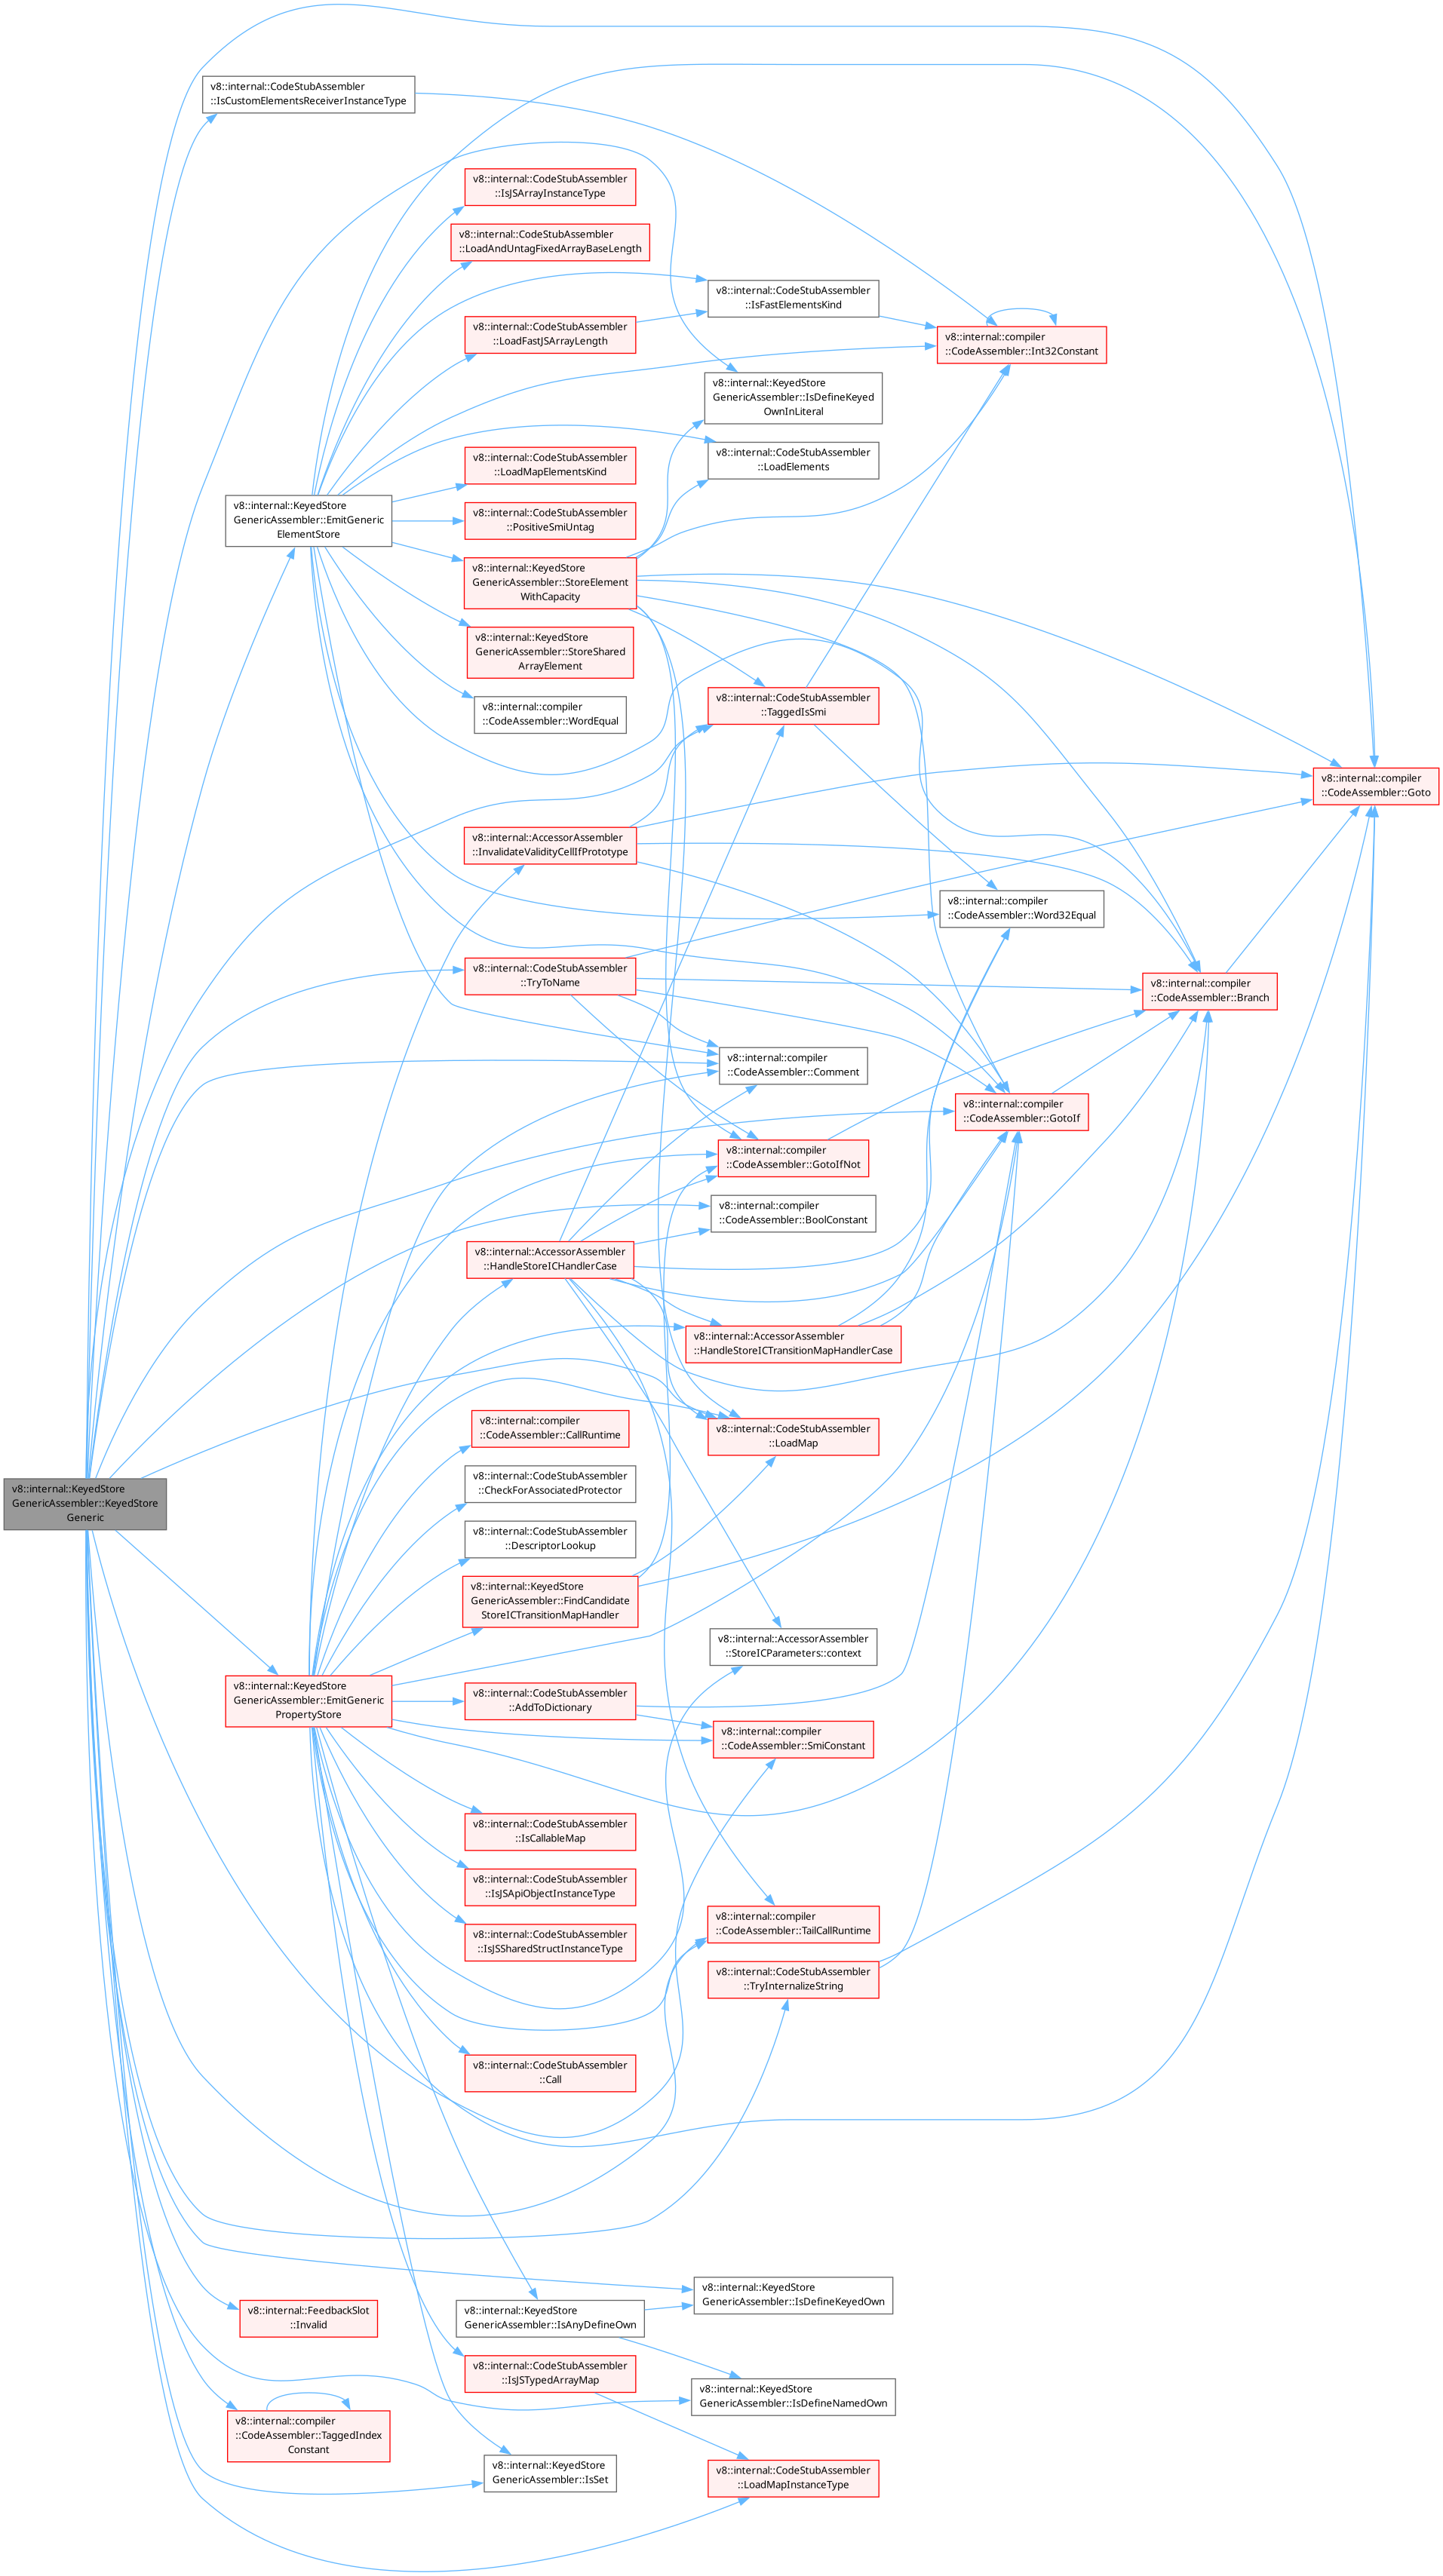 v8::internal::CodeStubAssembler
::IsCustomElementsReceiverInstanceType
v8::internal::CodeStubAssembler
::IsJSArrayInstanceType
v8::internal::CodeStubAssembler
::LoadAndUntagFixedArrayBaseLength
v8::internal::CodeStubAssembler
::IsFastElementsKind
v8::internal::CodeStubAssembler
::LoadFastJSArrayLength
v8::internal::compiler
::CodeAssembler::Int32Constant
v8::internal::KeyedStore
GenericAssembler::IsDefineKeyed
OwnInLiteral
v8::internal::CodeStubAssembler
::LoadElements
v8::internal::CodeStubAssembler
::LoadMapElementsKind
v8::internal::KeyedStore
GenericAssembler::EmitGeneric
ElementStore
v8::internal::CodeStubAssembler
::PositiveSmiUntag
v8::internal::KeyedStore
GenericAssembler::StoreElement
WithCapacity
v8::internal::KeyedStore
GenericAssembler::StoreShared
ArrayElement
v8::internal::compiler
::CodeAssembler::WordEqual
v8::internal::CodeStubAssembler
::TaggedIsSmi
v8::internal::compiler
::CodeAssembler::Goto
v8::internal::AccessorAssembler
::InvalidateValidityCellIfPrototype
v8::internal::compiler
::CodeAssembler::Word32Equal
v8::internal::CodeStubAssembler
::TryToName
v8::internal::compiler
::CodeAssembler::Branch
v8::internal::compiler
::CodeAssembler::Comment
v8::internal::compiler
::CodeAssembler::GotoIf
v8::internal::compiler
::CodeAssembler::GotoIfNot
v8::internal::compiler
::CodeAssembler::BoolConstant
v8::internal::AccessorAssembler
::HandleStoreICHandlerCase
v8::internal::AccessorAssembler
::HandleStoreICTransitionMapHandlerCase
v8::internal::compiler
::CodeAssembler::CallRuntime
v8::internal::CodeStubAssembler
::LoadMap
v8::internal::CodeStubAssembler
::CheckForAssociatedProtector
v8::internal::KeyedStore
GenericAssembler::KeyedStore
Generic
v8::internal::CodeStubAssembler
::DescriptorLookup
v8::internal::KeyedStore
GenericAssembler::FindCandidate
StoreICTransitionMapHandler
v8::internal::AccessorAssembler
::StoreICParameters::context
v8::internal::KeyedStore
GenericAssembler::EmitGeneric
PropertyStore
v8::internal::CodeStubAssembler
::AddToDictionary
v8::internal::compiler
::CodeAssembler::SmiConstant
v8::internal::CodeStubAssembler
::IsCallableMap
v8::internal::CodeStubAssembler
::IsJSApiObjectInstanceType
v8::internal::CodeStubAssembler
::IsJSSharedStructInstanceType
v8::internal::compiler
::CodeAssembler::TailCallRuntime
v8::internal::CodeStubAssembler
::TryInternalizeString
v8::internal::CodeStubAssembler
::Call
v8::internal::KeyedStore
GenericAssembler::IsDefineKeyedOwn
v8::internal::FeedbackSlot
::Invalid
v8::internal::KeyedStore
GenericAssembler::IsAnyDefineOwn
v8::internal::CodeStubAssembler
::IsJSTypedArrayMap
v8::internal::KeyedStore
GenericAssembler::IsDefineNamedOwn
v8::internal::compiler
::CodeAssembler::TaggedIndex
Constant
v8::internal::KeyedStore
GenericAssembler::IsSet
v8::internal::CodeStubAssembler
::LoadMapInstanceType